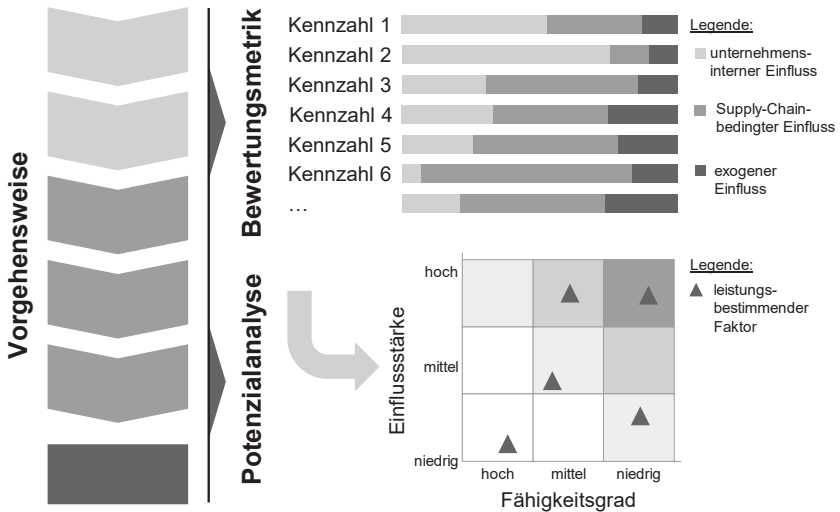 Vorgehensweise
Bewertungsmetrik
Kennzahl 1
Kennzahl 2
Kennzahl 3
Kennzahl 4
Kennzahl 5
Kennzahl 6
...
Legende:
unternehmens-
interner Einfluss
Supply-Chain-
bedingter Einfluss
exogener
Einfluss
Potenzialanalyse
Einflussstärke
hoch
mittel
niedrig
hoch
mittel
niedrig
Fähigkeitsgrad
Legende:
leistungs-
bestimmender
Faktor